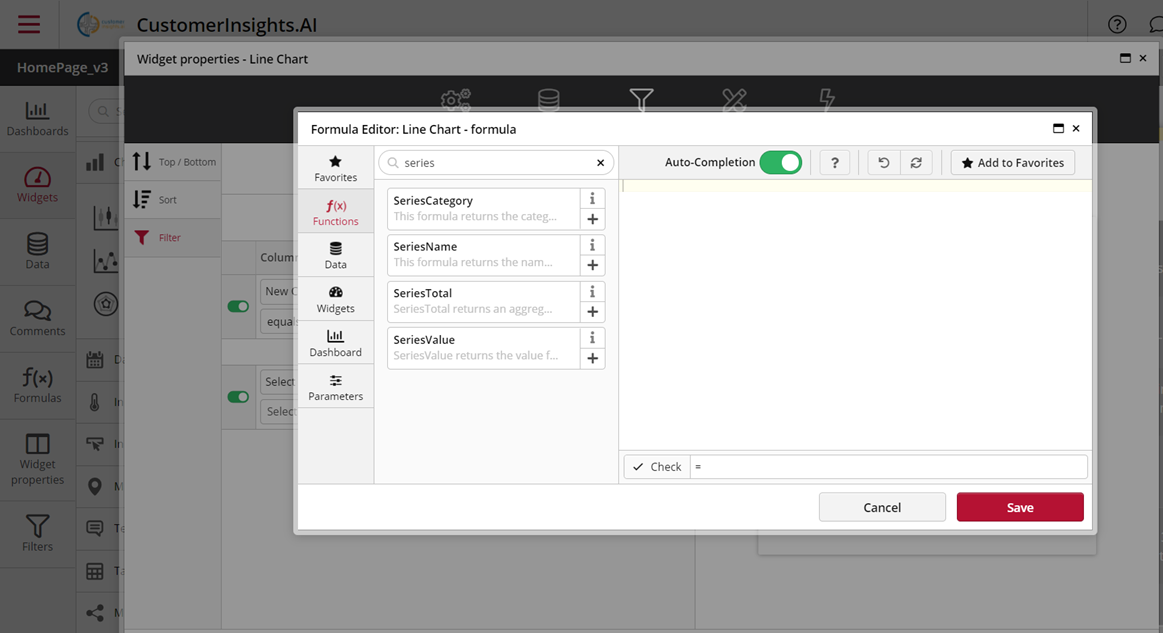 CustomerInsights.AI
HomePage_v3
Widget properties - Line Chart
Dashboards
Widgets
Data
Comments
Formulas
Widget
properties
Filters
Top / Bottom
Sort
Filter
Colum
New C
equals
Select
Select
Formula Editor: Line Chart - formula
Favorites
f(x)
Functions
Data
Widgets
Dashboard
Parameters
series
SeriesCategory
This formula returns the categ...
SeriesName
This formula returns the nam...
SeriesTotal
SeriesTotal returns an aggreg...
SeriesValue
SeriesValue returns the value f...
Auto-Completion
?
Add to Favorites
Check
=
Cancel
Save